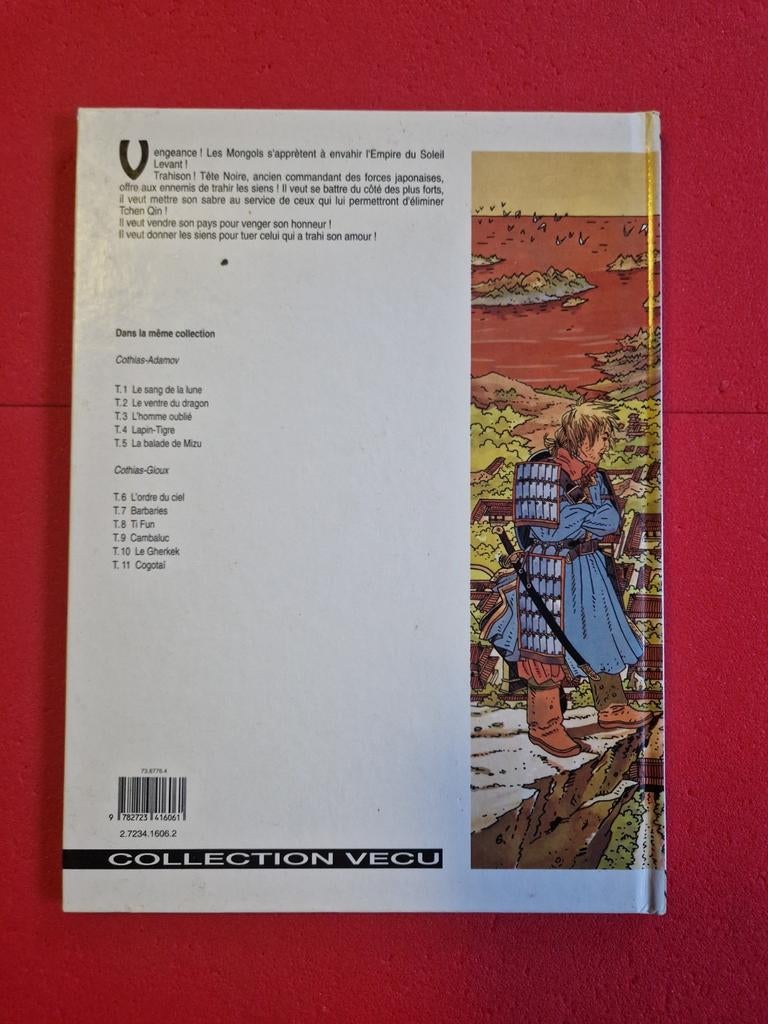 Vengeance ! Les Mongols s'apprètent à envahir l'Empire du Soleil
Levant !
Trahison ! Tête Noire, ancien commandant des forces japonaises,
offre aux ennemis de trahir les siens ! Il veut se battre du côté des plus forts,
il veut mettre son sabre au service de ceux qui lui permettront d'éliminer
Tchen Qin !
Il veut vendre son pays pour venger son honneur !
Il veut donner les siens pour tuer celui qui a trahi son amour !
Dans la même collection
Cothias-Adamov
T.1 Le sang de la lune
T.2 Le ventre du dragon
T.3 L'homme oublié
T.4 Lapin-Tigre
T.5 La balade de Mizu
Cothias-Gioux
T.6 L'ordre du ciel
T.7 Barbaries
T.8 Ti Fun
T.9 Cambaluc
T.10 Le Gherkek
T.11 Cogotaï
73.8776.4
9 782723 416061
2.7234.1606.2
COLLECTION VECU